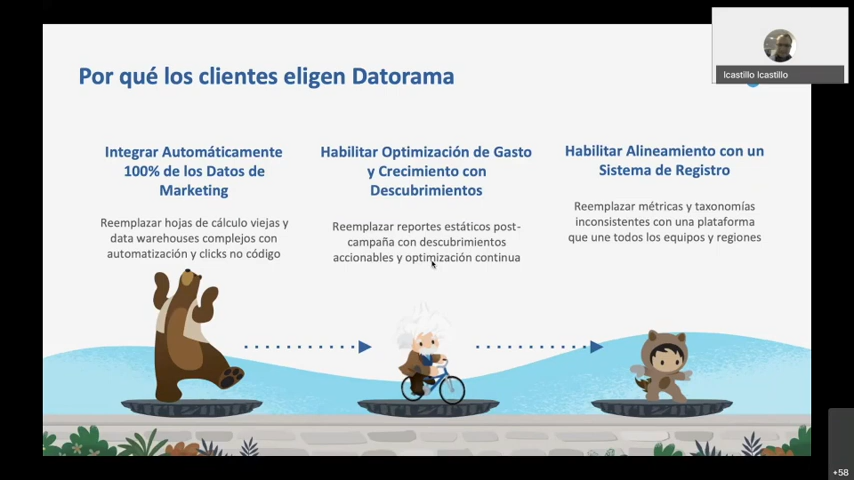 Por qué los clientes eligen Datorama
lcastillo lcastillo
Integrar Automáticamente
100% de los Datos de
Marketing
Reemplazar hojas de cálculo viejas y
data warehouses complejos con
automatización y clicks no código
Habilitar Optimización de Gasto
y Crecimiento con
Descubrimientos
Reemplazar reportes estáticos post-
campaña con descubrimientos
accionables y optimización continua
Habilitar Alineamiento con un
Sistema de Registro
Reemplazar métricas y taxonomías
inconsistentes con una plataforma
que une todos los equipos y regiones
+58